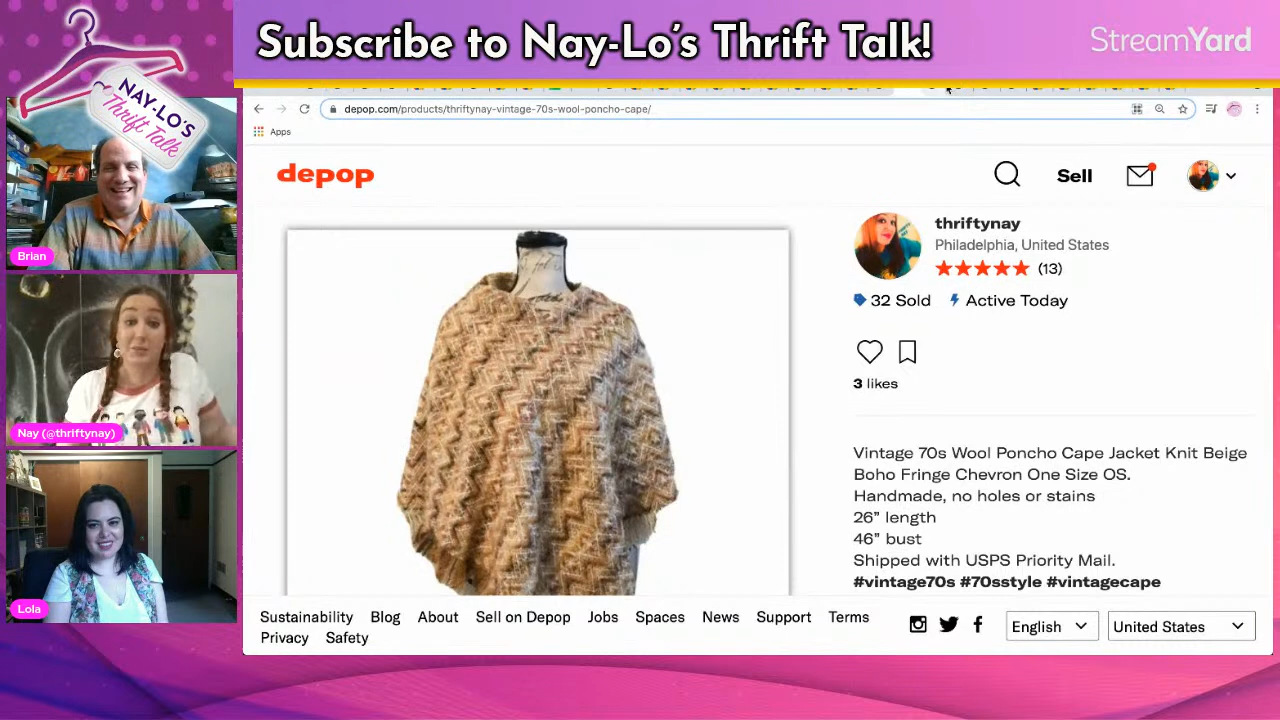 Subscribe to Nay-Lo's Thrift Talk!
StreamYard
NAY-LO'S
Thrift Talk
depop.com/products/thriftynay-vintage-70s-wool-poncho-cape/
Apps
depop
Sell
Brian
thriftynay
Philadelphia, United States
(13)
32 Sold
Active Today
3 likes
Nay (@thriftynay)
Vintage 70s Wool Poncho Cape Jacket Knit Beige
Boho Fringe Chevron One Size OS.
Handmade, no holes or stains
26” length
46” bust
Shipped with USPS Priority Mail.
#vintage70s #70sstyle #vintagecape
Lola
Sustainability Blog About Sell on Depop Jobs Spaces News Support Terms
Privacy Safety
English
United States